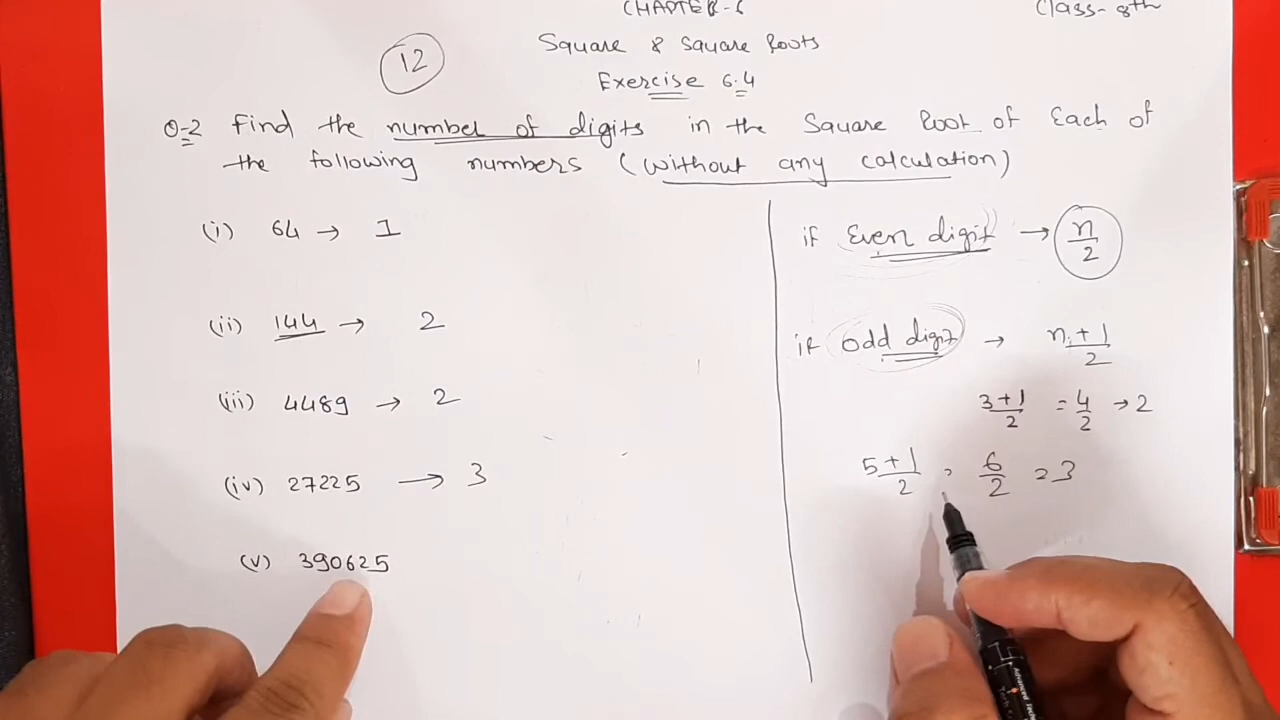 CHAPTER-6
Class-8th
12
Square & Square Roots
Exercise 6.4
Q-2 Find the number of digits in the Square Root of Each of
the following numbers (without any calculation)
(i) 64 → 1
(ii) 144 → 2
(iii) 4489 → 2
(iv) 27225 → 3
(v) 390625
if Even digit → n/2
if odd digit → n+1/2
3+1/2 = 4/2 → 2
5+1/2 = 6/2 = 3